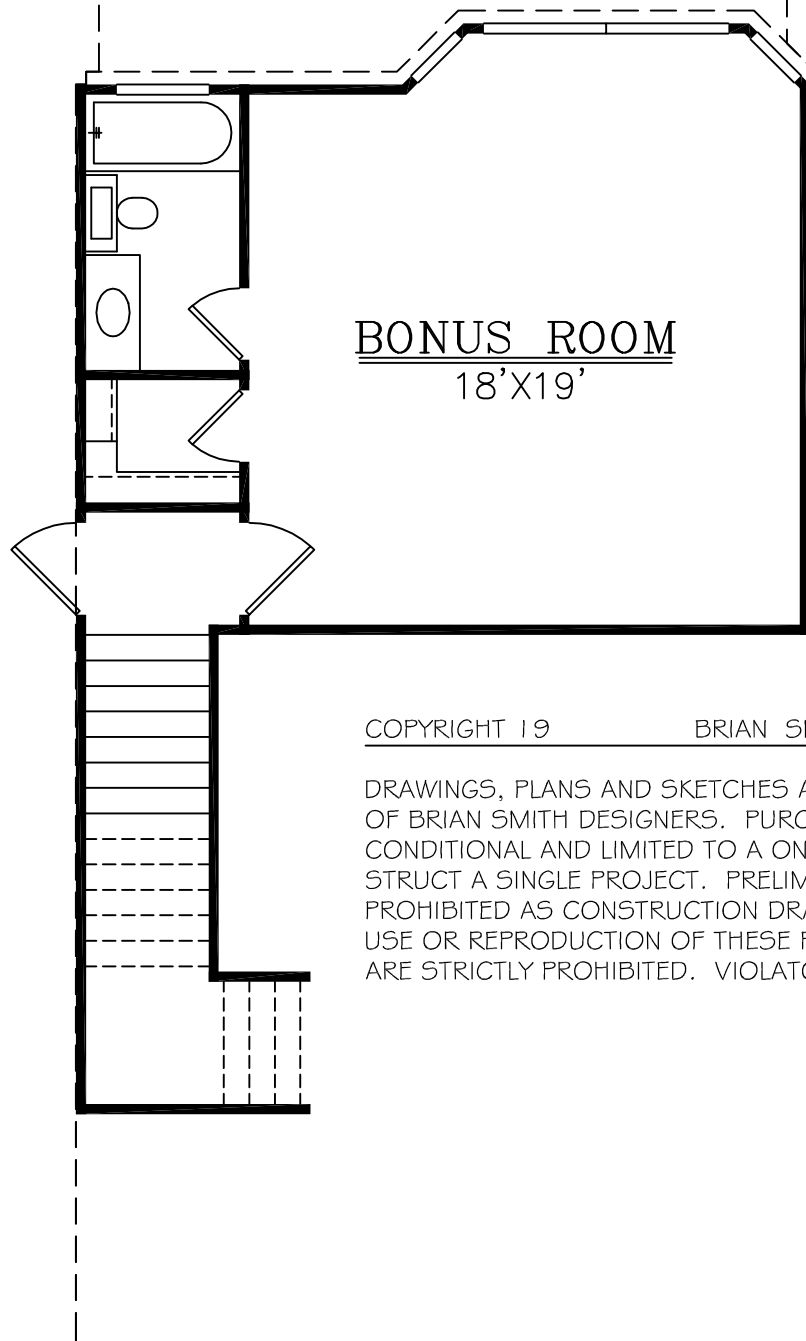 BONUS ROOM
18'X19'
COPYRIGHT 19 BRIAN
DRAWINGS, PLANS AND SKETCHES
OF BRIAN SMITH DESIGNERS.
CONDITIONAL AND LIMITED TO A
STRUCT A SINGLE PROJECT.
PROHIBITED AS CONSTRUCTION
USE OR REPRODUCTION OF THESE
ARE STRICTLY PROHIBITED.